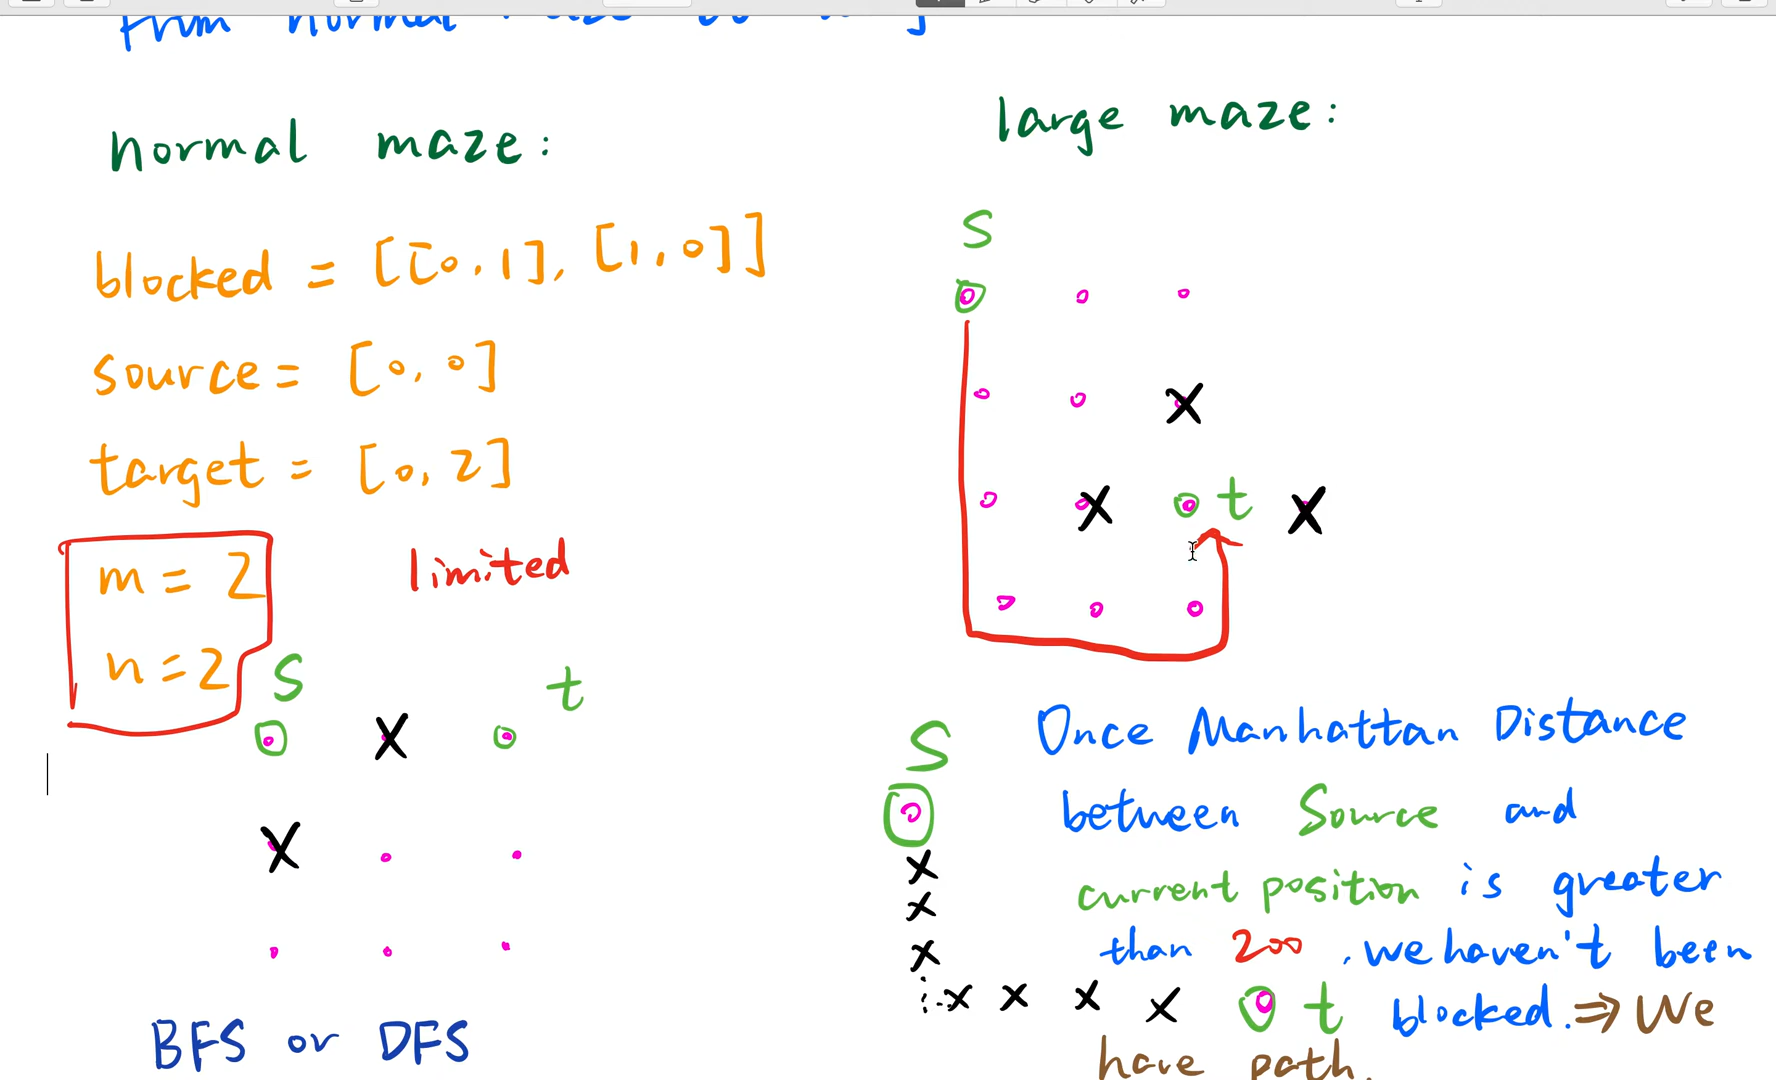 from normal
normal maze:
blocked = [[0,1], [1,0]]
source = [0,0]
target = [0,2]
m = 2
n = 2
limited
S
t
X
X
BFS or DFS
large maze:
S
X
X
t
X
S
X
X
X
X X X X
t
Once Manhattan Distance
between Source and
current position is greater
than 200, we haven't been
blocked. ⇒ We
have path.